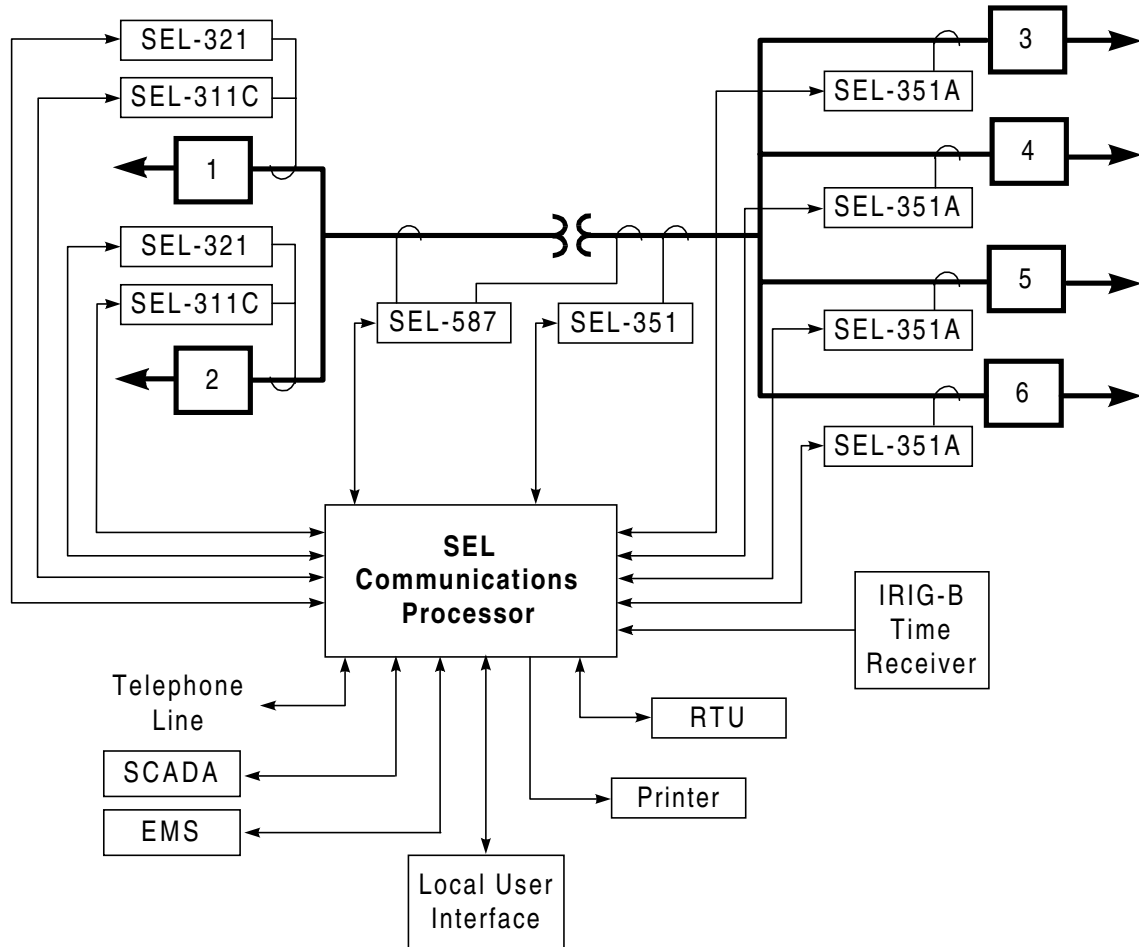 SEL-321
3
SEL-311C
SEL-351A
1
4
SEL-351A
SEL-321
SEL-311C
SEL-587
SEL-351
5
SEL-351A
2
6
SEL-351A
SEL
Communications
Processor
IRIG-B
Time
Receiver
Telephone
Line
RTU
SCADA
Printer
EMS
Local User
Interface